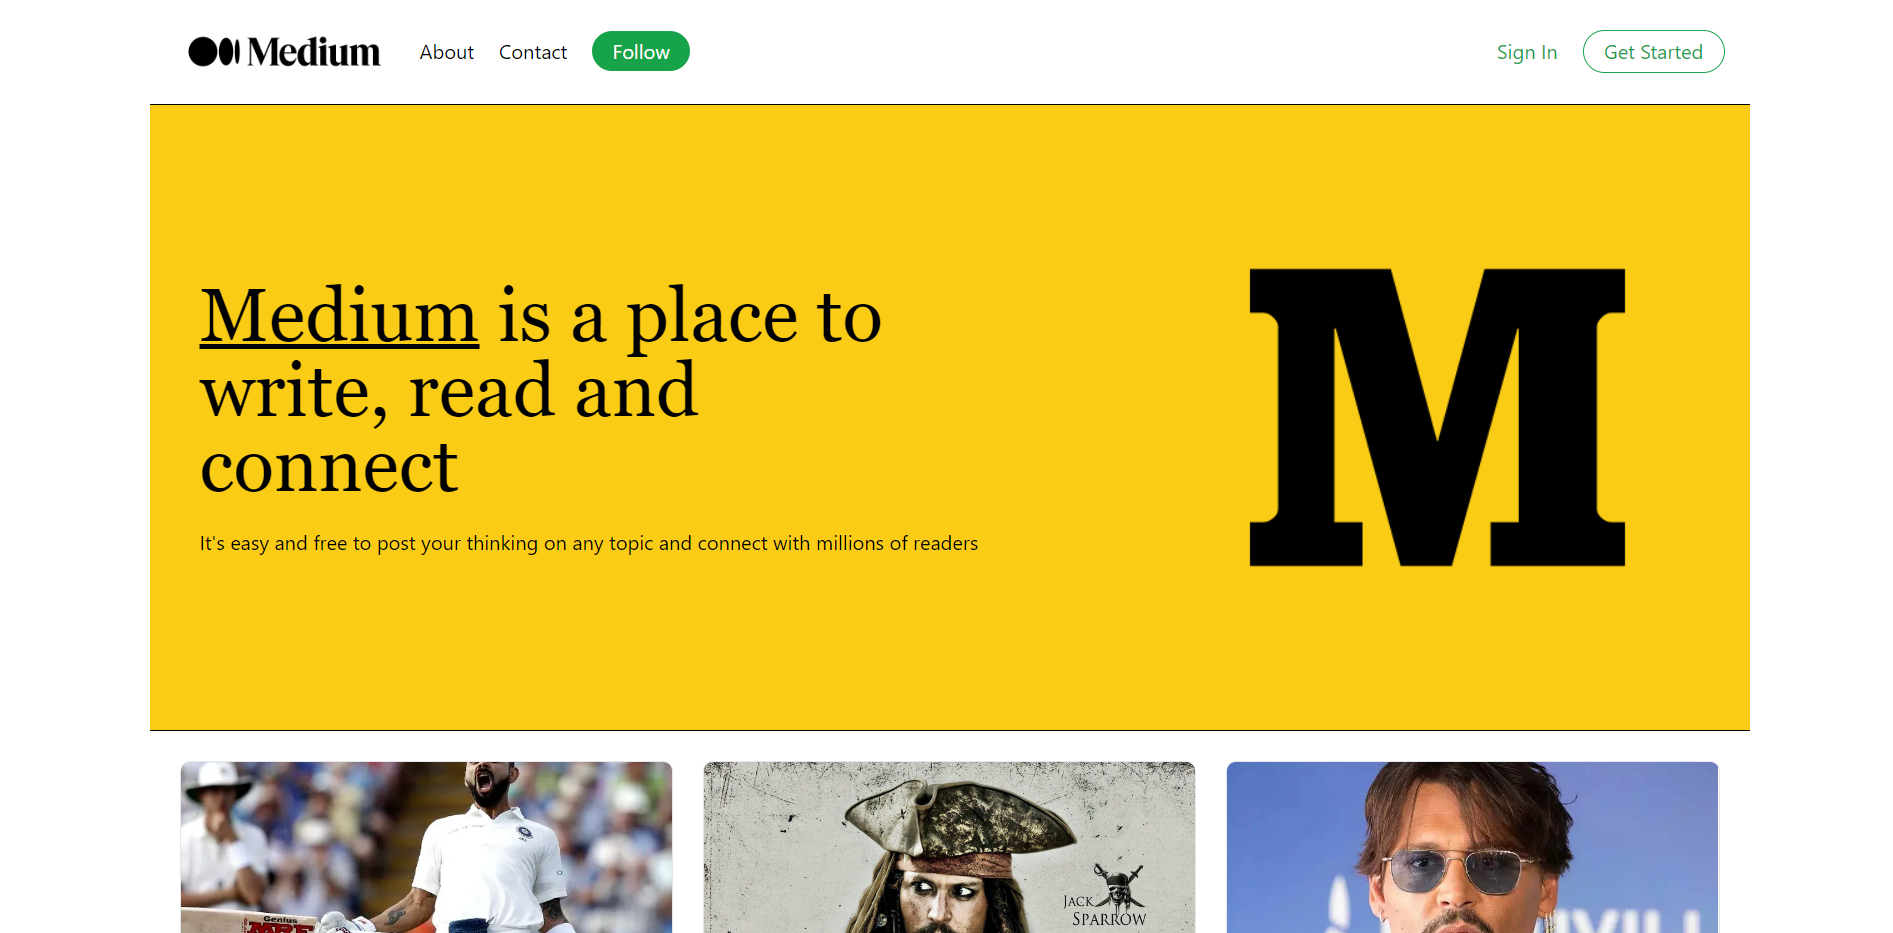 Medium About Contact Follow Sign In Get Started
Medium is a place to
write, read and
connect
It's easy and free to post your thinking on any topic and connect with millions of readers
M
Genius
MRF
JACK
SPARROW